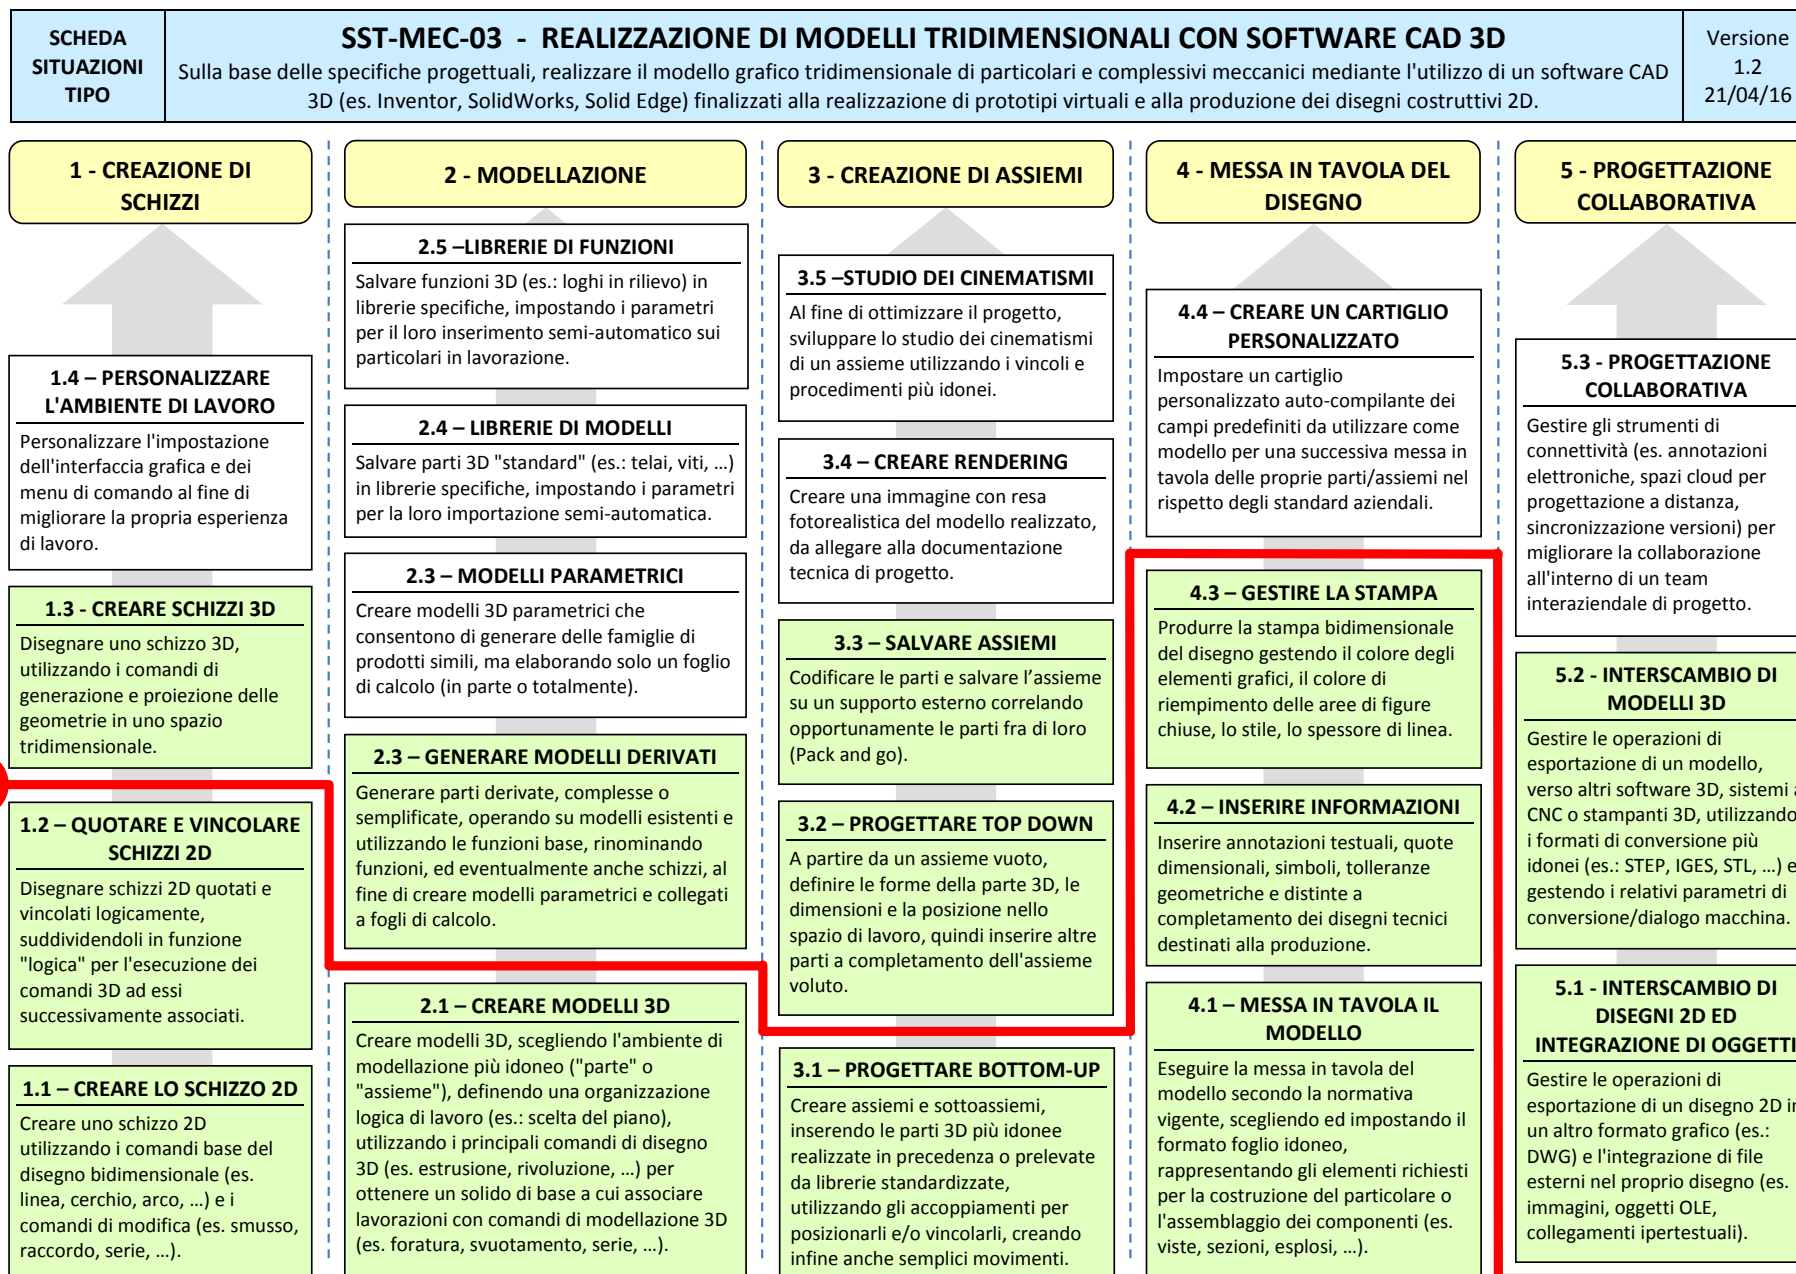 SCHEDA
SITUAZIONI
TIPO
SST-MEC-03 - REALIZZAZIONE DI MODELLI TRIDIMENSIONALI CON SOFTWARE CAD 3D
Sulla base delle specifiche progettuali, realizzare il modello grafico tridimensionale di particolari e complessivi meccanici mediante l'utilizzo di un software CAD
3D (es. Inventor, SolidWorks, Solid Edge) finalizzati alla realizzazione di prototipi virtuali e alla produzione dei disegni costruttivi 2D.
Versione
1.2
21/04/16
1 - CREAZIONE DI
SCHIZZI
1.4 – PERSONALIZZARE
L'AMBIENTE DI LAVORO
Personalizzare l'impostazione
dell'interfaccia grafica e dei
menu di comando al fine di
migliorare la propria esperienza
di lavoro.
1.3 - CREARE SCHIZZI 3D
Disegnare uno schizzo 3D,
utilizzando i comandi di
generazione e proiezione delle
geometrie in uno spazio
tridimensionale.
1.2 – QUOTARE E VINCOLARE
SCHIZZI 2D
Disegnare schizzi 2D quotati e
vincolati logicamente,
suddividendoli in funzione
"logica" per l'esecuzione dei
comandi 3D ad essi
successivamente associati.
1.1 – CREARE LO SCHIZZO 2D
Creare uno schizzo 2D
utilizzando i comandi base del
disegno bidimensionale (es.
linea, cerchio, arco, …) e i
comandi di modifica (es. smusso,
raccordo, serie, …).
2 - MODELLAZIONE
2.5 –LIBRERIE DI FUNZIONI
Salvare funzioni 3D (es.: loghi in rilievo) in
librerie specifiche, impostando i parametri
per il loro inserimento semi-automatico sui
particolari in lavorazione.
2.4 – LIBRERIE DI MODELLI
Salvare parti 3D "standard" (es.: telai, viti, …)
in librerie specifiche, impostando i parametri
per la loro importazione semi-automatica.
2.3 – MODELLI PARAMETRICI
Creare modelli 3D parametrici che
consentono di generare delle famiglie di
prodotti simili, ma elaborando solo un foglio
di calcolo (in parte o totalmente).
2.3 – GENERARE MODELLI DERIVATI
Generare parti derivate, complesse o
semplificate, operando su modelli esistenti e
utilizzando le funzioni base, rinominando
funzioni, ed eventualmente anche schizzi, al
fine di creare modelli parametrici e collegati
a fogli di calcolo.
2.1 – CREARE MODELLI 3D
Creare modelli 3D, scegliendo l'ambiente di
modellazione più idoneo ("parte" o
"assieme"), definendo una organizzazione
logica di lavoro (es.: scelta del piano),
utilizzando i principali comandi di disegno
3D (es. estrusione, rivoluzione, …) per
ottenere un solido di base a cui associare
lavorazioni con comandi di modellazione 3D
(es. foratura, svuotamento, serie, …).
3 - CREAZIONE DI ASSIEMI
3.5 –STUDIO DEI CINEMATISMI
Al fine di ottimizzare il progetto,
sviluppare lo studio dei cinematismi
di un assieme utilizzando i vincoli e
procedimenti più idonei.
3.4 – CREARE RENDERING
Creare una immagine con resa
fotorealistica del modello realizzato,
da allegare alla documentazione
tecnica di progetto.
3.3 – SALVARE ASSIEMI
Codificare le parti e salvare l’assieme
su un supporto esterno correlando
opportunamente le parti fra di loro
(Pack and go).
3.2 – PROGETTARE TOP DOWN
A partire da un assieme vuoto,
definire le forme della parte 3D, le
dimensioni e la posizione nello
spazio di lavoro, quindi inserire altre
parti a completamento dell'assieme
voluto.
3.1 – PROGETTARE BOTTOM-UP
Creare assiemi e sottoassiemi,
inserendo le parti 3D più idonee
realizzate in precedenza o prelevate
da librerie standardizzate,
utilizzando gli accoppiamenti per
posizionarli e/o vincolarli, creando
infine anche semplici movimenti.
4 - MESSA IN TAVOLA DEL
DISEGNO
4.4 – CREARE UN CARTIGLIO
PERSONALIZZATO
Impostare un cartiglio
personalizzato auto-compilante dei
campi predefiniti da utilizzare come
modello per una successiva messa in
tavola delle proprie parti/assiemi nel
rispetto degli standard aziendali.
4.3 – GESTIRE LA STAMPA
Produrre la stampa bidimensionale
del disegno gestendo il colore degli
elementi grafici, il colore di
riempimento delle aree di figure
chiuse, lo stile, lo spessore di linea.
4.2 – INSERIRE INFORMAZIONI
Inserire annotazioni testuali, quote
dimensionali, simboli, tolleranze
geometriche e distinte a
completamento dei disegni tecnici
destinati alla produzione.
4.1 – MESSA IN TAVOLA IL
MODELLO
Eseguire la messa in tavola del
modello secondo la normativa
vigente, scegliendo ed impostando il
formato foglio idoneo,
rappresentando gli elementi richiesti
per la costruzione del particolare o
l'assemblaggio dei componenti (es.
viste, sezioni, esplosi, …).
5 - PROGETTAZIONE
COLLABORATIVA
5.3 - PROGETTAZIONE
COLLABORATIVA
Gestire gli strumenti di
connettività (es. annotazioni
elettroniche, spazi cloud per
progettazione a distanza,
sincronizzazione versioni) per
migliorare la collaborazione
all'interno di un team
interaziendale di progetto.
5.2 - INTERSCAMBIO DI
MODELLI 3D
Gestire le operazioni di
esportazione di un modello,
verso altri software 3D, sistemi a
CNC o stampanti 3D, utilizzando
i formati di conversione più
idonei (es.: STEP, IGES, STL, …) e
gestendo i relativi parametri di
conversione/dialogo macchina.
5.1 - INTERSCAMBIO DI
DISEGNI 2D ED
INTEGRAZIONE DI OGGETTI
Gestire le operazioni di
esportazione di un disegno 2D in
un altro formato grafico (es.:
DWG) e l'integrazione di file
esterni nel proprio disegno (es.
immagini, oggetti OLE,
collegamenti ipertestuali).